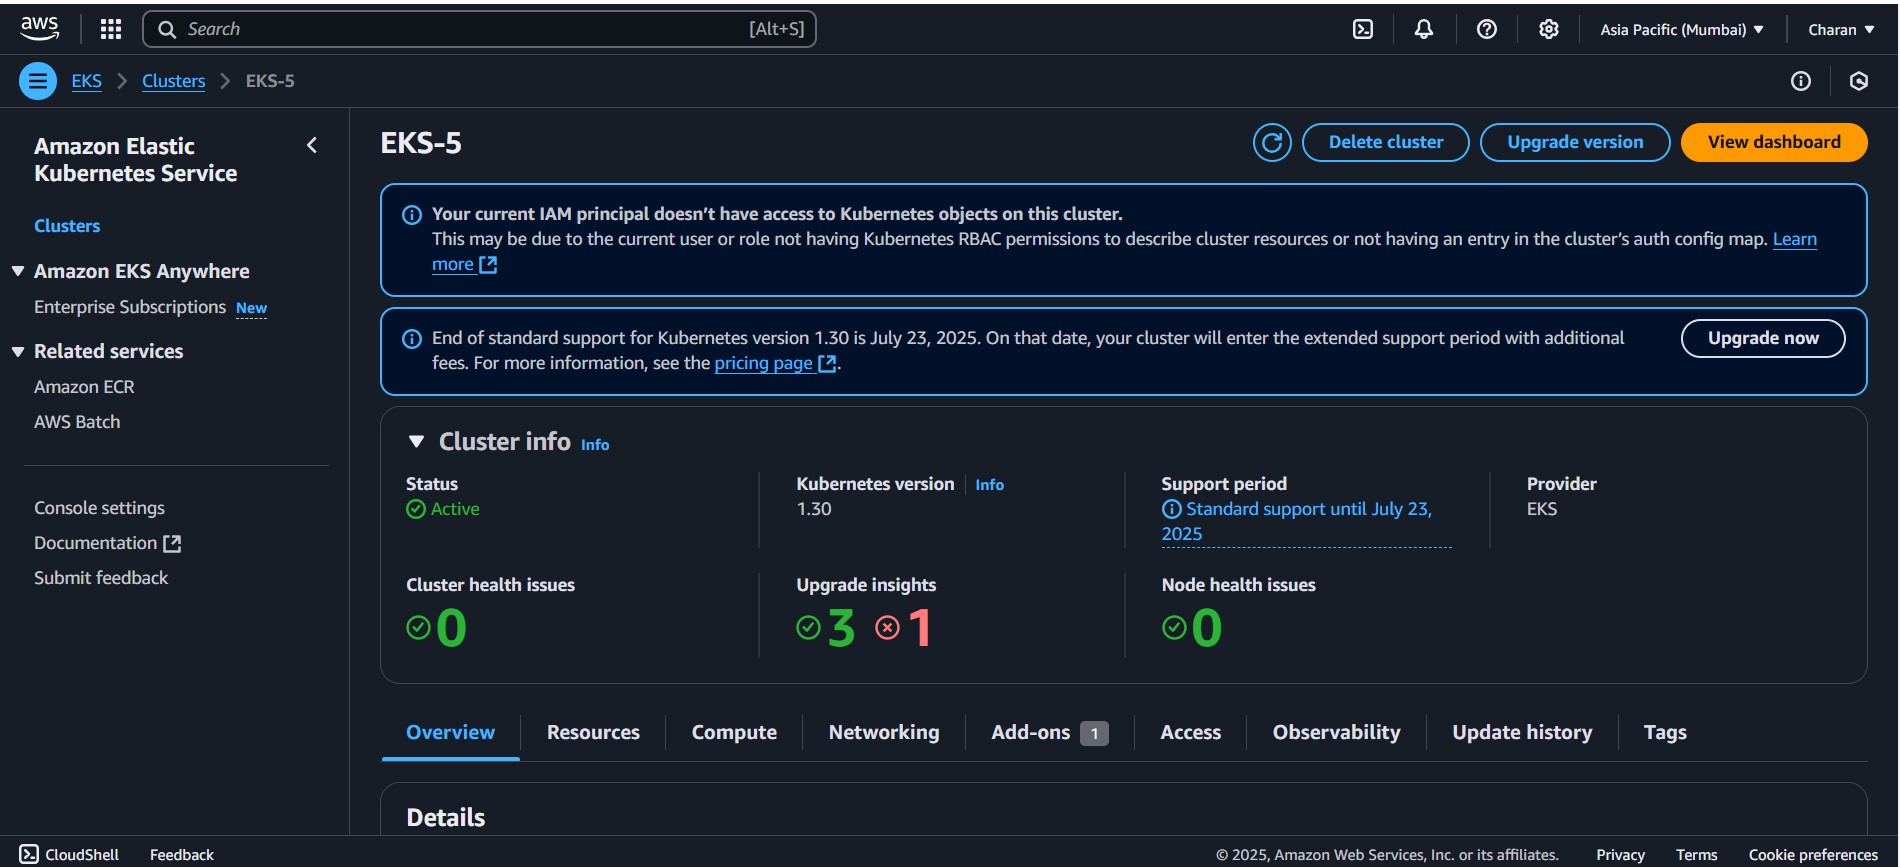 aws
Search [Alt+S]
Asia Pacific (Mumbai)
Charan
EKS
Clusters
EKS-5
Amazon Elastic
Kubernetes Service
Clusters
Amazon EKS Anywhere
Enterprise Subscriptions New
Related services
Amazon ECR
AWS Batch
Console settings
Documentation
Submit feedback
EKS-5
Delete cluster
Upgrade version
View dashboard
Your current IAM principal doesn't have access to Kubernetes objects on this cluster.
This may be due to the current user or role not having Kubernetes RBAC permissions to describe cluster resources or not having an entry in the cluster's auth config map. Learn
more
End of standard support for Kubernetes version 1.30 is July 23, 2025. On that date, your cluster will enter the extended support period with additional
fees. For more information, see the pricing page.
Upgrade now
Cluster info Info
Status
Active
Kubernetes version Info
1.30
Support period
Standard support until July 23,
2025
Provider
EKS
Cluster health issues
0
Upgrade insights
3 1
Node health issues
0
Overview
Resources
Compute
Networking
Add-ons 1
Access
Observability
Update history
Tags
Details
CloudShell
Feedback
© 2025, Amazon Web Services, Inc. or its affiliates.
Privacy
Terms
Cookie preferences